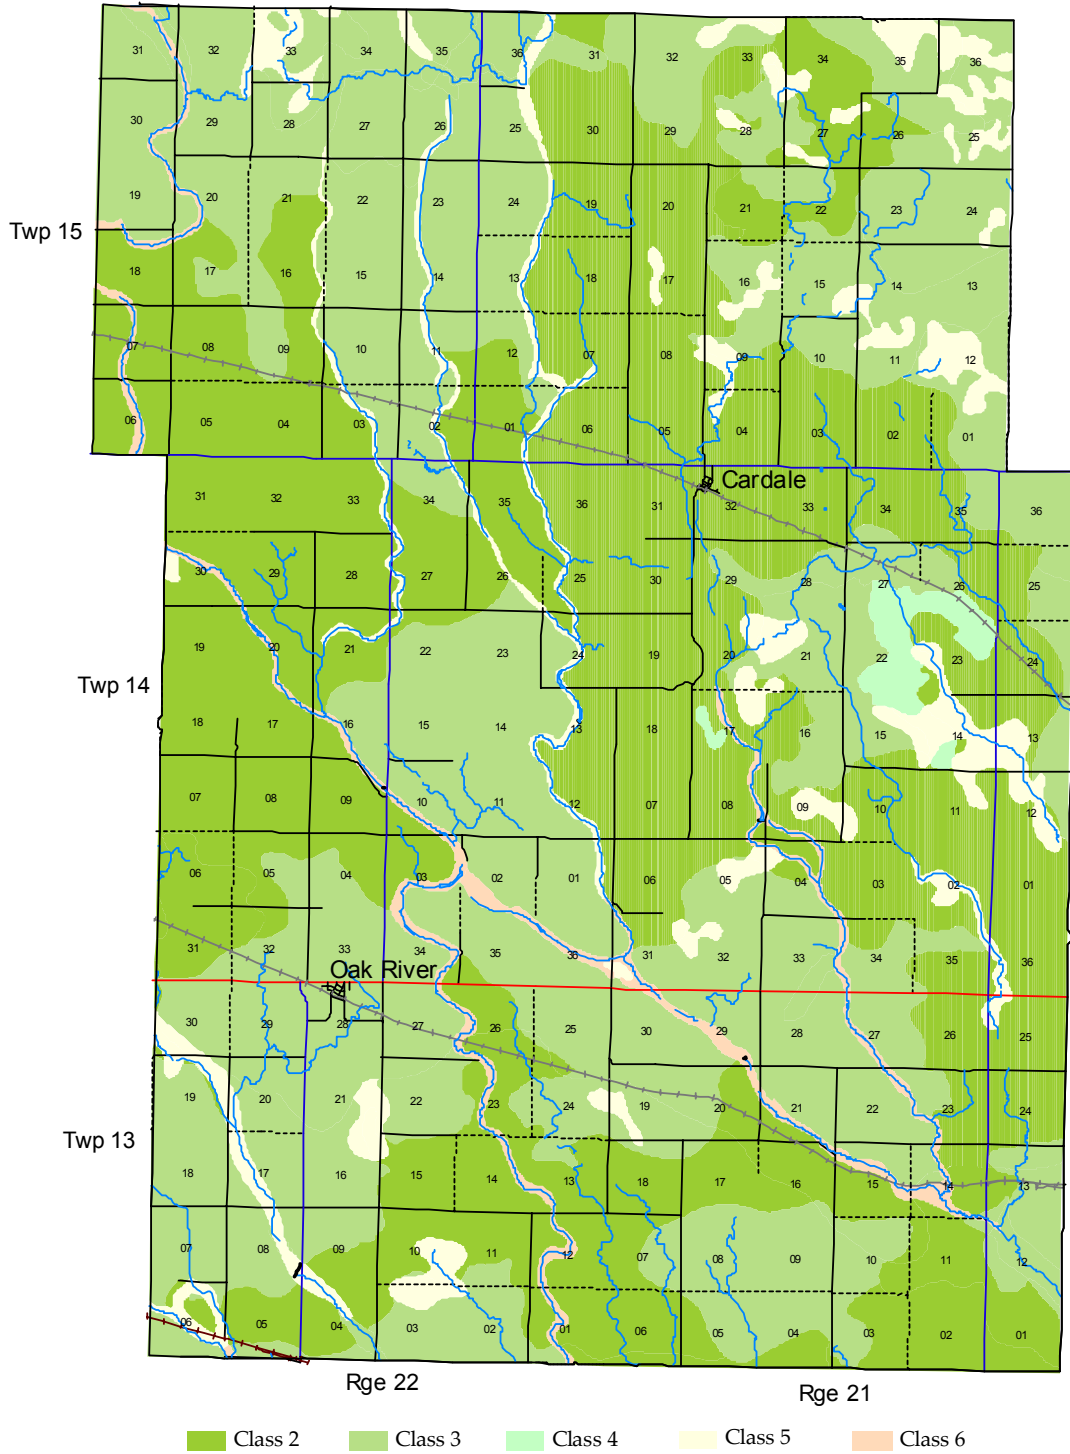 31 32 33 34 35 36 31 32 33 34 35 36
30 29 28 27 26 25 30 29 28 27 26 25
19 20 21 22 23 24 19 20 21 22 23 24
Twp 15
18 17 16 15 14 13 18 17 16 15 14 13
07 08 09 10 11 12 07 08 09 10 11 12
06 05 04 03 02 01 06 05 04 03 02 01
Cardale
31 32 33 34 35 36 31 32 33 34 35 36
30 29 28 27 26 25 30 29 28 27 26 25
19 20 21 22 23 24 19 20 21 22 23 24
Twp 14
18 17 16 15 14 13 18 17 16 15 14 13
07 08 09 10 11 12 07 08 09 10 11 12
06 05 04 03 02 01 06 05 04 03 02 01
31 32 33 34 35 36 31 32 33 34 35 36
Oak River
30 29 28 27 26 25 30 29 28 27 26 25
19 20 21 22 23 24 19 20 21 22 23 24
Twp 13
18 17 16 15 14 13 18 17 16 15 14 13
07 08 09 10 11 12 07 08 09 10 11 12
06 05 04 03 02 01 06 05 04 03 02 01
Rge 22
Rge 21
Class 2 Class 3 Class 4 Class 5 Class 6